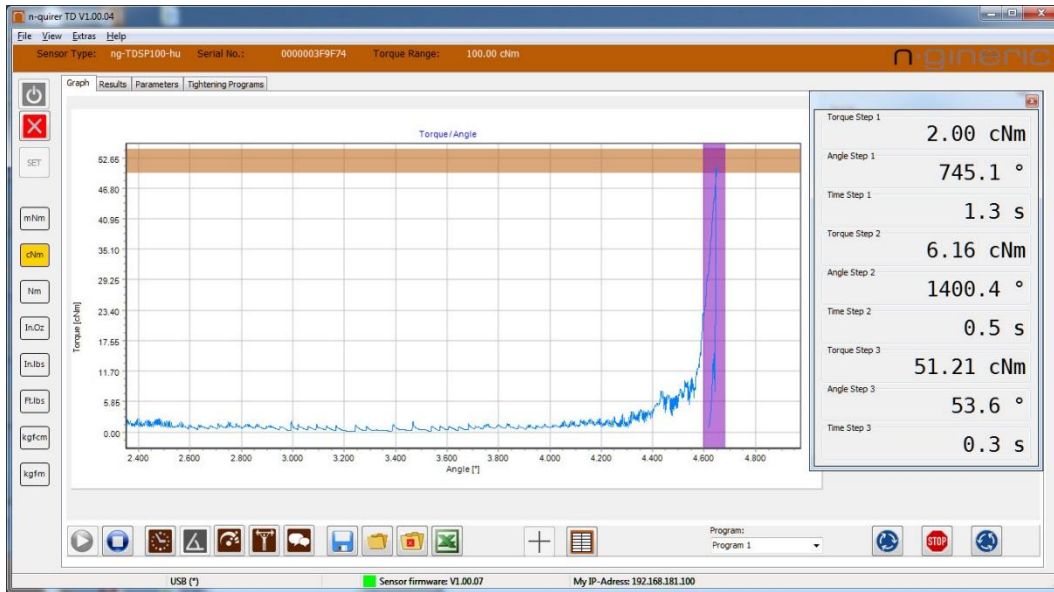 n-quirer TD V1.00.04
File View Extras Help
Sensor Type: ng-TDSP100-hu Serial No.: 0000003F9F74 Torque Range: 100.00 cNm
n-gineric
Graph Results Parameters Tightening Programs
SET
mNm
cNm
Nm
In.Oz
In.lbs
Ft.lbs
kgfcm
kgfm
Torque/Angle
Torque [cNm]
52.65
46.80
40.95
35.10
29.25
23.40
17.55
11.70
5.85
0.00
2.400 2.600 2.800 3.000 3.200 3.400 3.600 3.800 4.000 4.200 4.400 4.600 4.800
Angle [°]
Torque Step 1
2.00 cNm
Angle Step 1
745.1 °
Time Step 1
1.3 s
Torque Step 2
6.16 cNm
Angle Step 2
1400.4 °
Time Step 2
0.5 s
Torque Step 3
51.21 cNm
Angle Step 3
53.6 °
Time Step 3
0.3 s
Program:
Program 1
STOP
USB (*) Sensor firmware: V1.00.07 My IP-Adress: 192.168.181.100